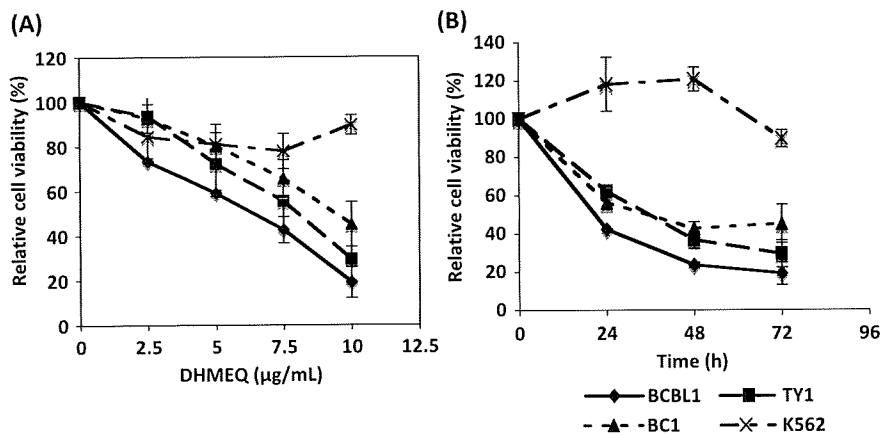 (A)
Relative cell viability (%)
120
100
80
60
40
20
0
0 2.5 5 7.5 10 12.5
DHMEQ (µg/mL)
(B)
Relative cell viability (%)
140
120
100
80
60
40
20
0
0 24 48 72 96
Time (h)
BCBL1 TY1
BC1 K562